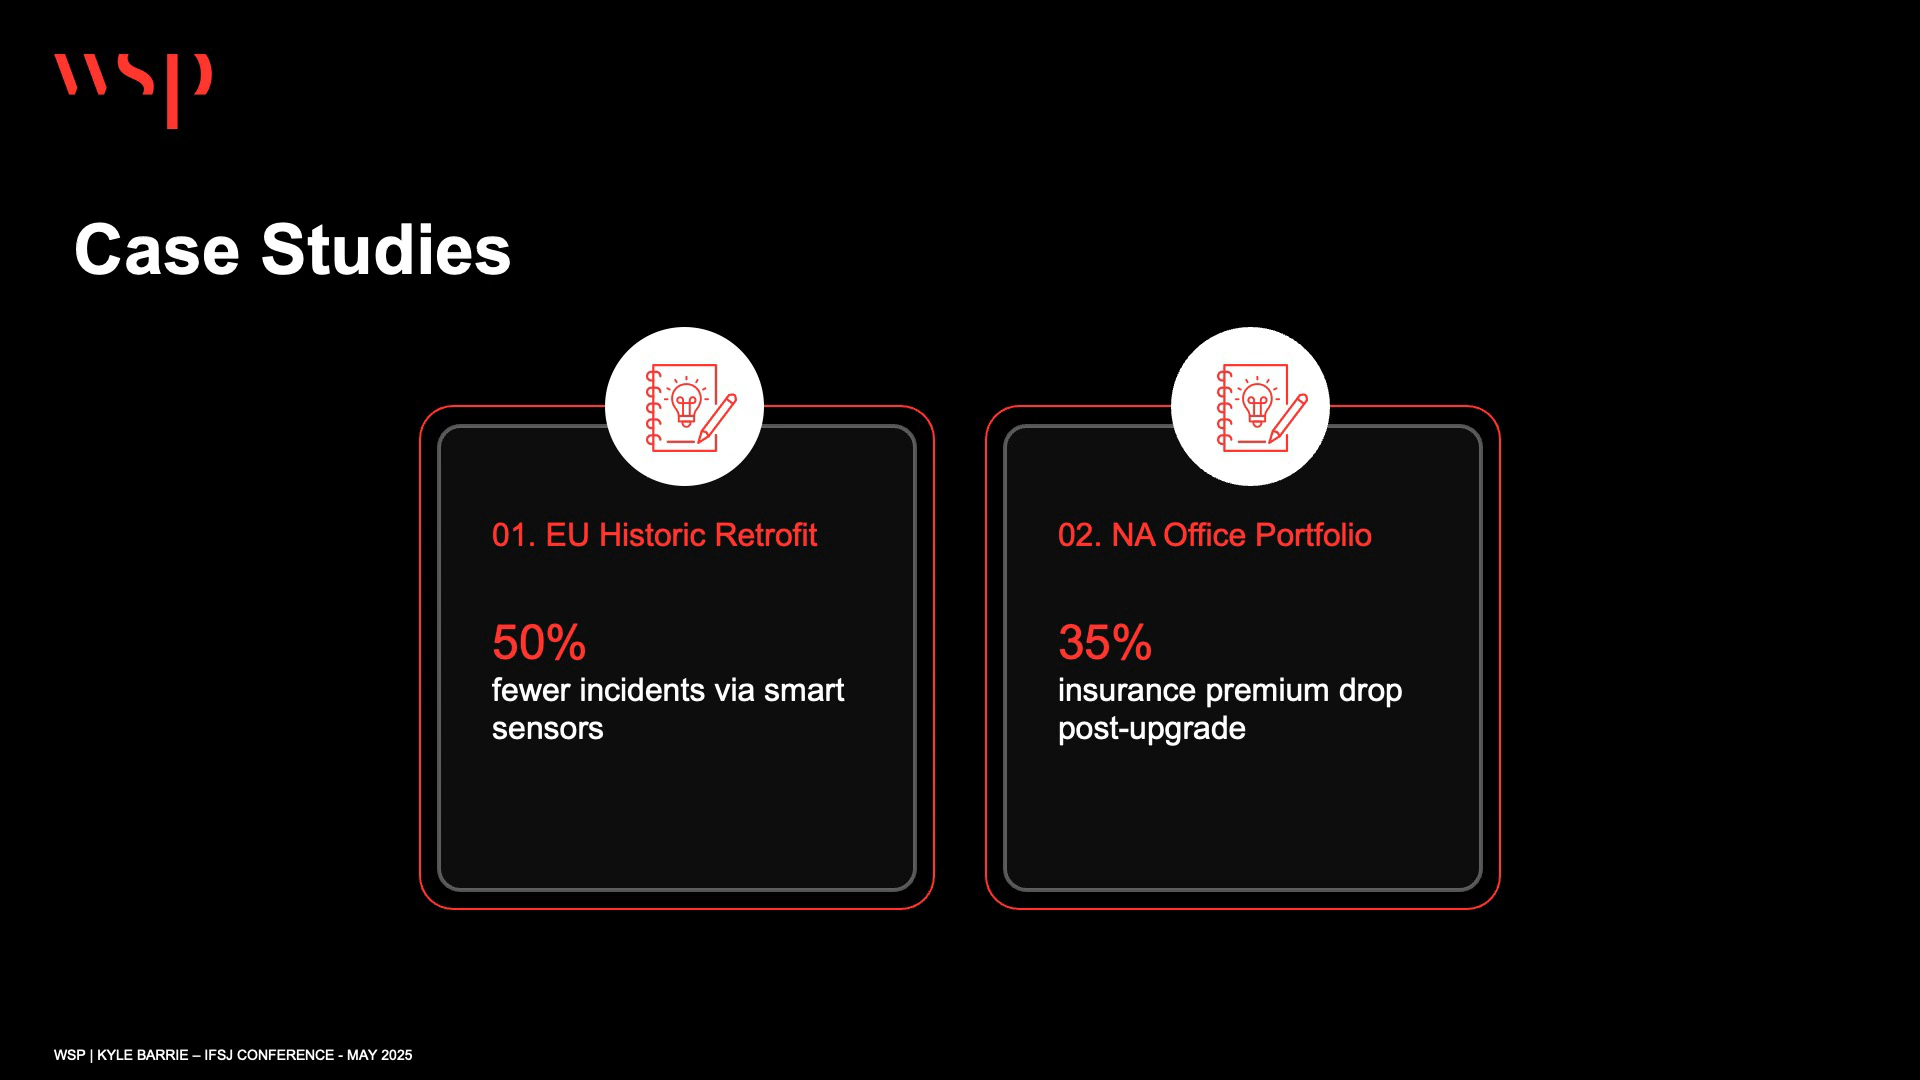 wsp
Case Studies
01. EU Historic Retrofit
50%
fewer incidents via smart
sensors
02. NA Office Portfolio
35%
insurance premium drop
post-upgrade
WSP | KYLE BARRIE – IFSJ CONFERENCE - MAY 2025